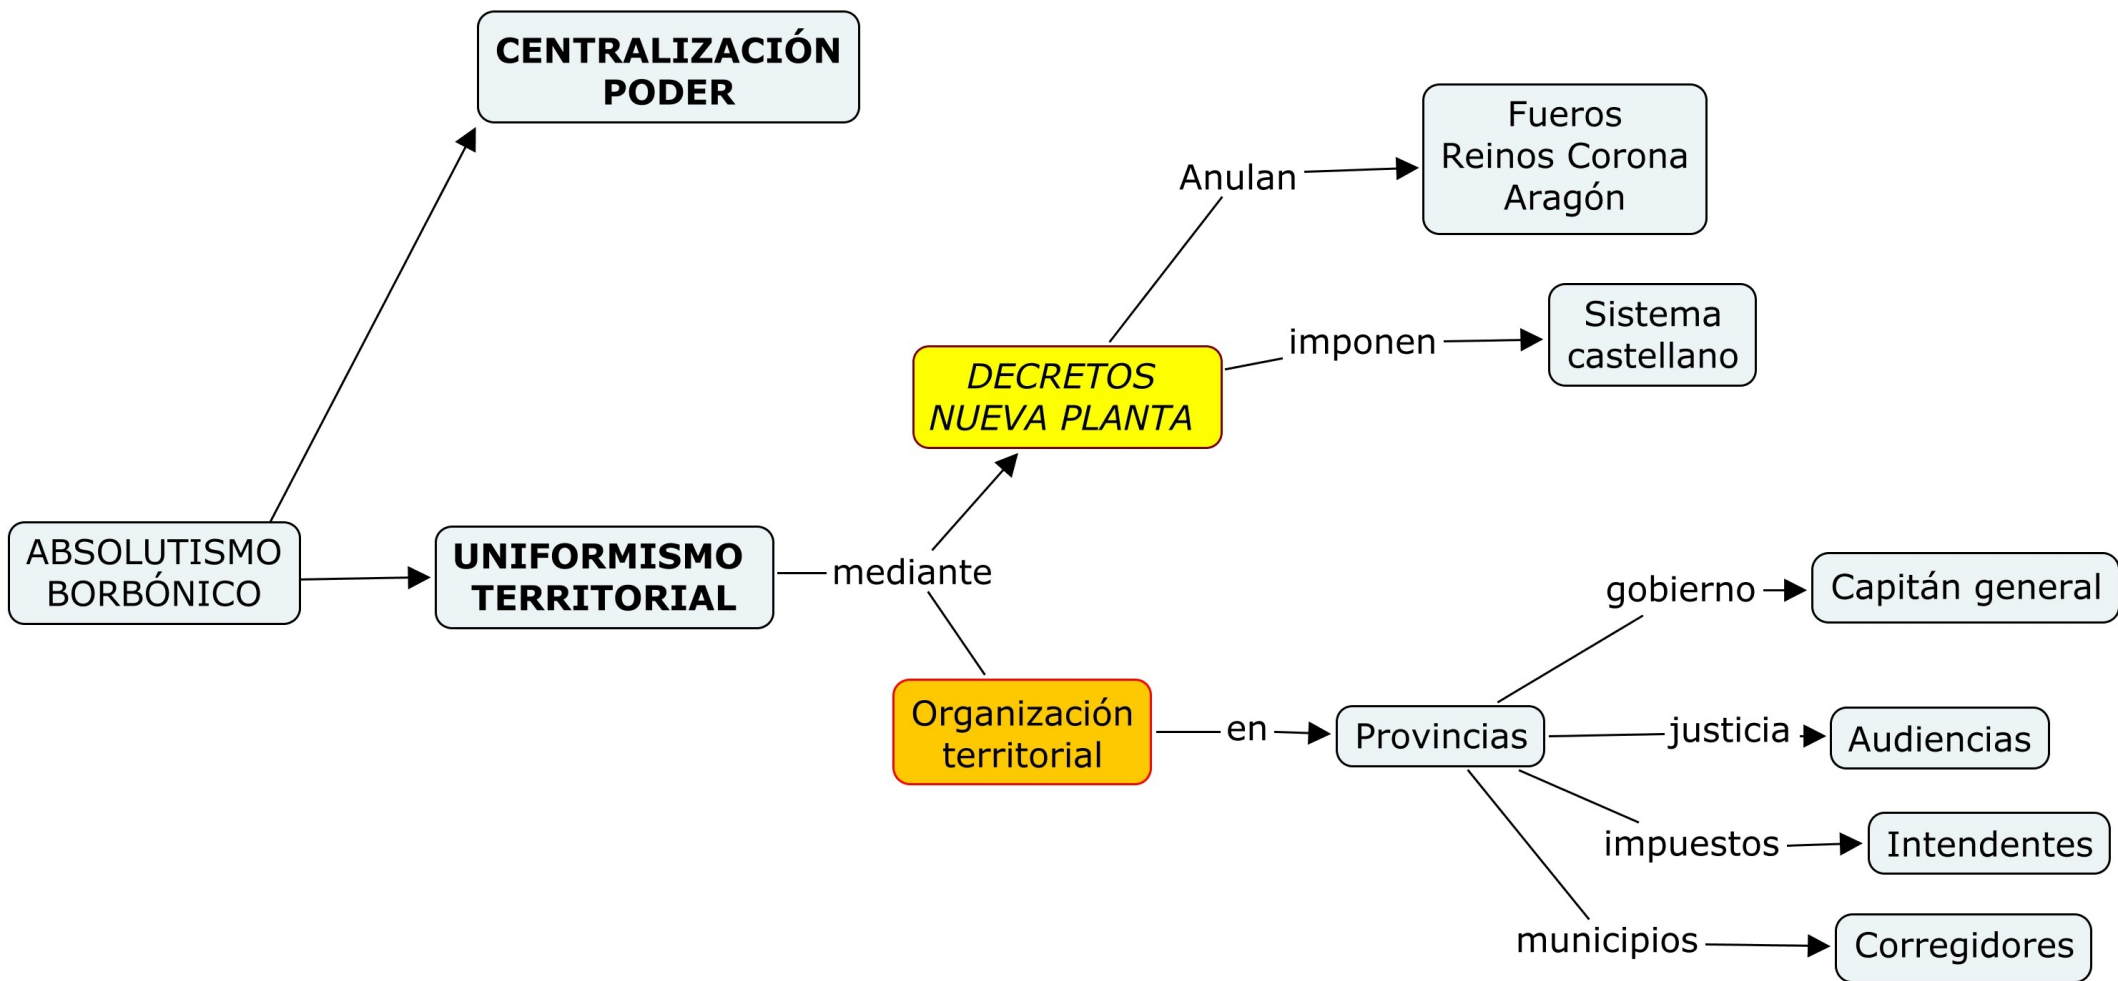 CENTRALIZACIÓN
PODER
Anulan
Fueros
Reinos Corona
Aragón
imponen
Sistema
castellano
DECRETOS
NUEVA PLANTA
ABSOLUTISMO
BORBÓNICO
UNIFORMISMO
TERRITORIAL
mediante
Organización
territorial
en
Provincias
gobierno
Capitán general
justicia
Audiencias
impuestos
Intendentes
municipios
Corregidores